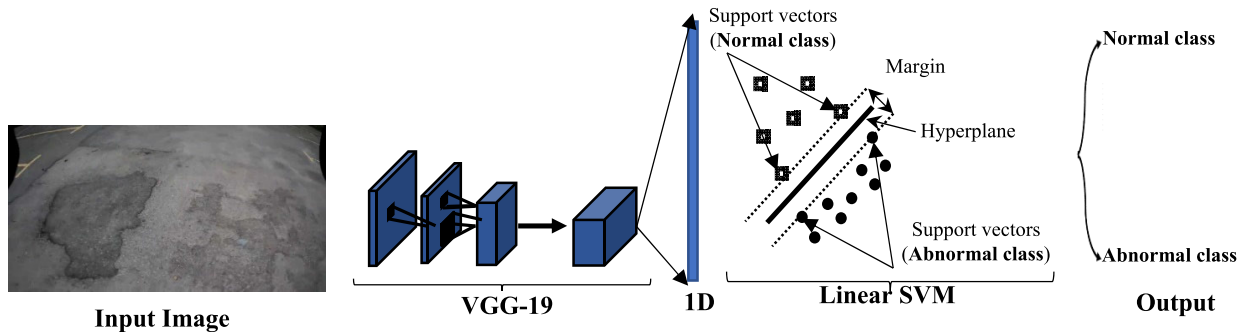 Support vectors
(Normal class)
Margin
Hyperplane
Support vectors
(Abnormal class)
Normal class
Abnormal class
Input Image
VGG-19
1D
Linear SVM
Output